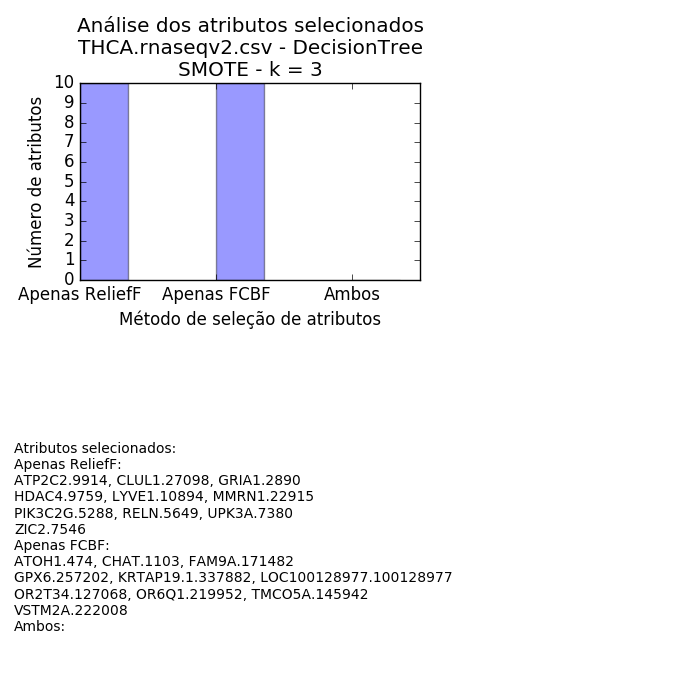 Análise dos atributos selecionados
THCA.rnaseqv2.csv - DecisionTree
SMOTE - k = 3
10
9
8
7
6
5
4
3
2
1
0
Número de atributos
Apenas ReliefF Apenas FCBF Ambos
Método de seleção de atributos
Atributos selecionados:
Apenas ReliefF:
ATP2C2.9914, CLUL1.27098, GRIA1.2890
HDAC4.9759, LYVE1.10894, MMRN1.22915
PIK3C2G.5288, RELN.5649, UPK3A.7380
ZIC2.7546
Apenas FCBF:
ATOH1.474, CHAT.1103, FAM9A.171482
GPX6.257202, KRTAP19.1.337882, LOC100128977.100128977
OR2T34.127068, OR6Q1.219952, TMCO5A.145942
VSTM2A.222008
Ambos: